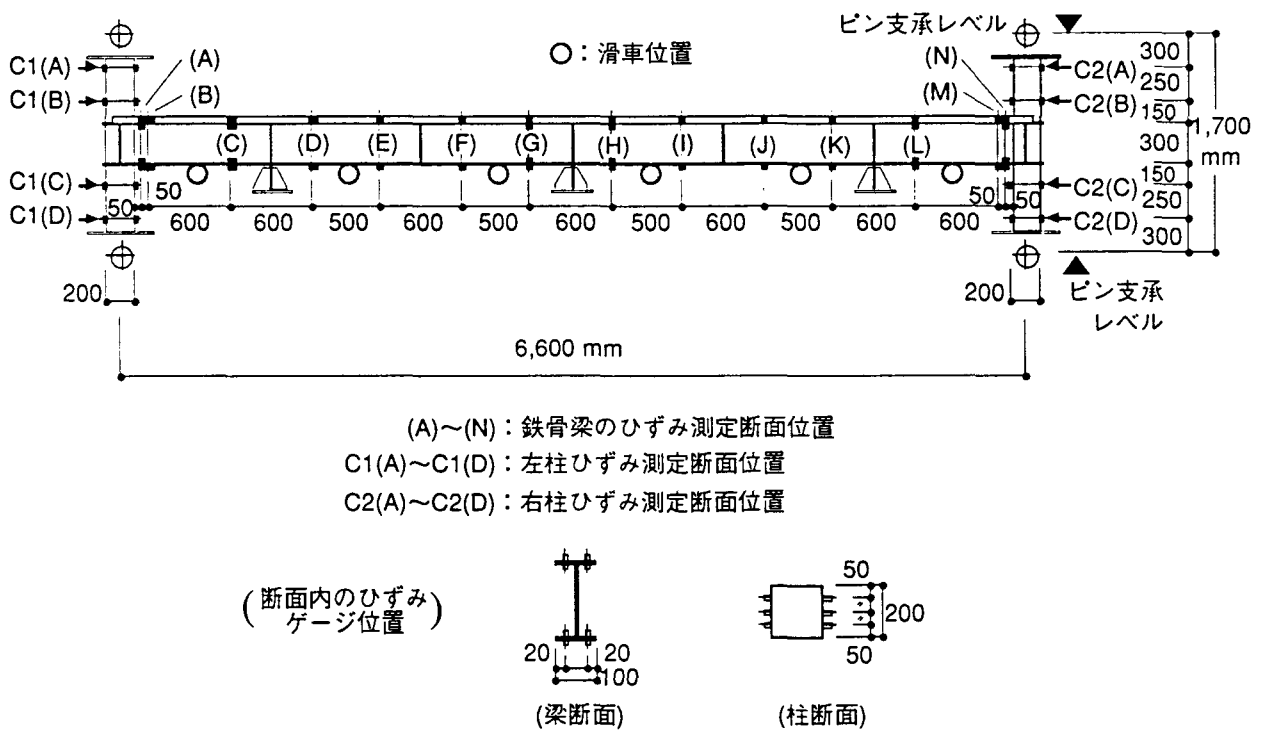 ピン支承レベル
○：滑車位置
C1(A)
C1(B)
C1(C)
C1(D)
(A)
(B)
(C)
(D)
(E)
(F)
(G)
(H)
(I)
(J)
(K)
(L)
(M)
(N)
C2(A)
C2(B)
C2(C)
C2(D)
300
250
150
300
150
250
300
1,700
mm
50
50
600
600
500
600
500
600
500
600
500
600
600
50
50
200
200
ピン支承
レベル
6,600 mm
(A)～(N)：鉄骨梁のひずみ測定断面位置
C1(A)～C1(D)：左柱ひずみ測定断面位置
C2(A)～C2(D)：右柱ひずみ測定断面位置
(断面内のひずみ
ゲージ位置)
20
20
100
(梁断面)
50
200
50
(柱断面)